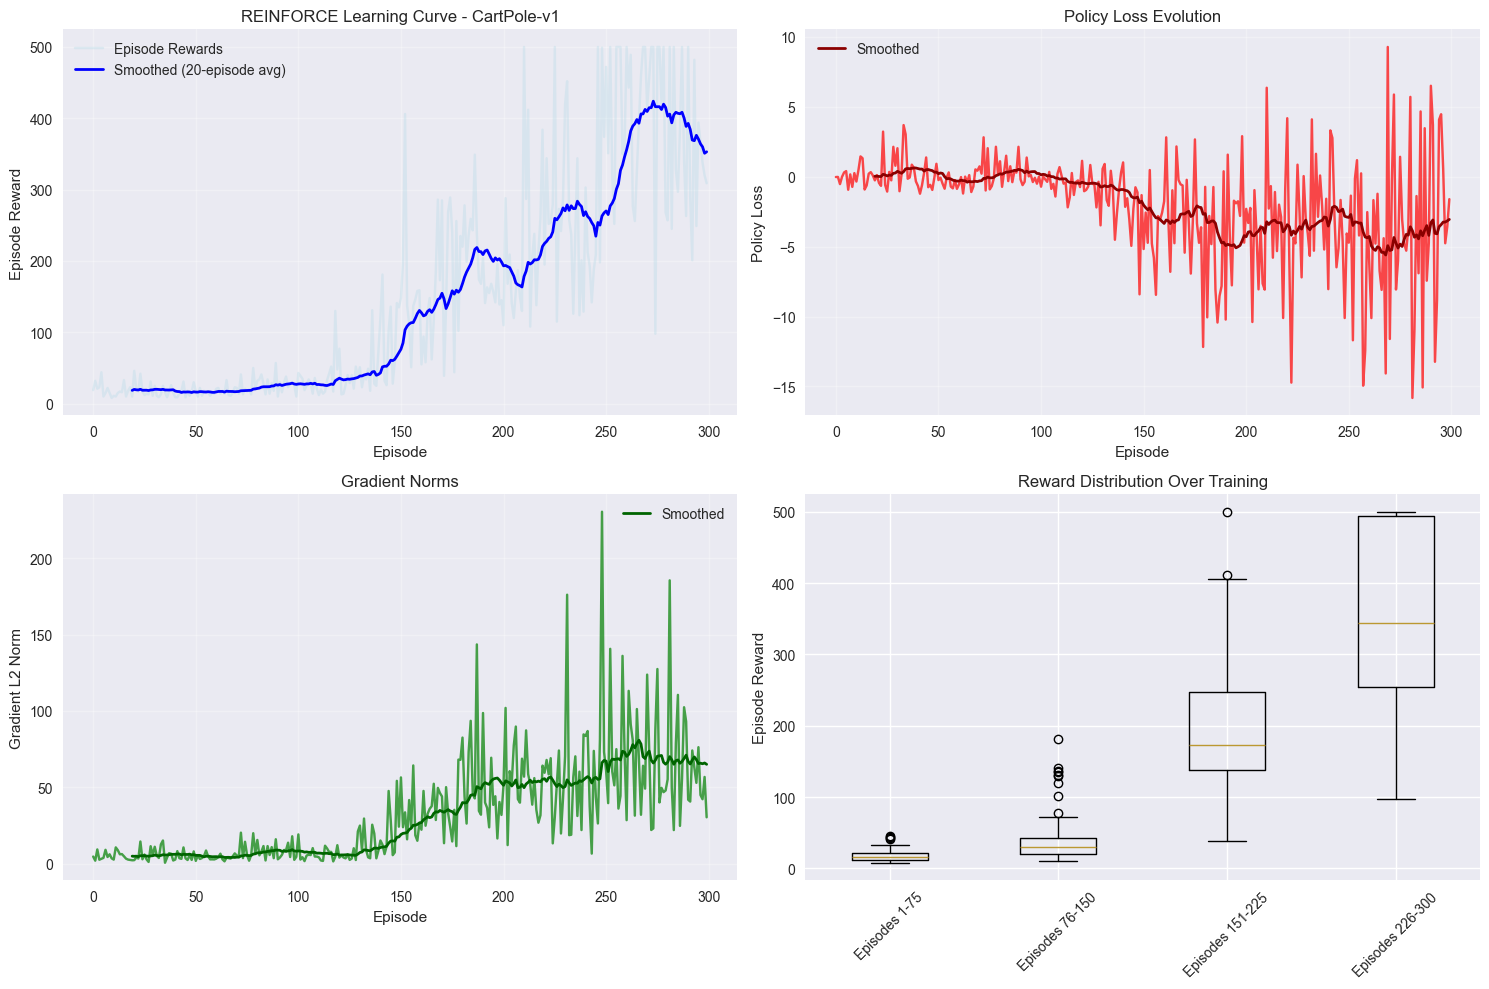 REINFORCE Learning Curve - CartPole-v1
Episode Rewards
Smoothed (20-episode avg)
Episode Reward
500
400
300
200
100
0
0 50 100 150 200 250 300
Episode
Policy Loss Evolution
Smoothed
Policy Loss
10
5
0
−5
−10
−15
0 50 100 150 200 250 300
Episode
Gradient Norms
Smoothed
Gradient L2 Norm
200
150
100
50
0
0 50 100 150 200 250 300
Episode
Reward Distribution Over Training
Episode Reward
500
400
300
200
100
0
Episodes 1-75
Episodes 76-150
Episodes 151-225
Episodes 226-300